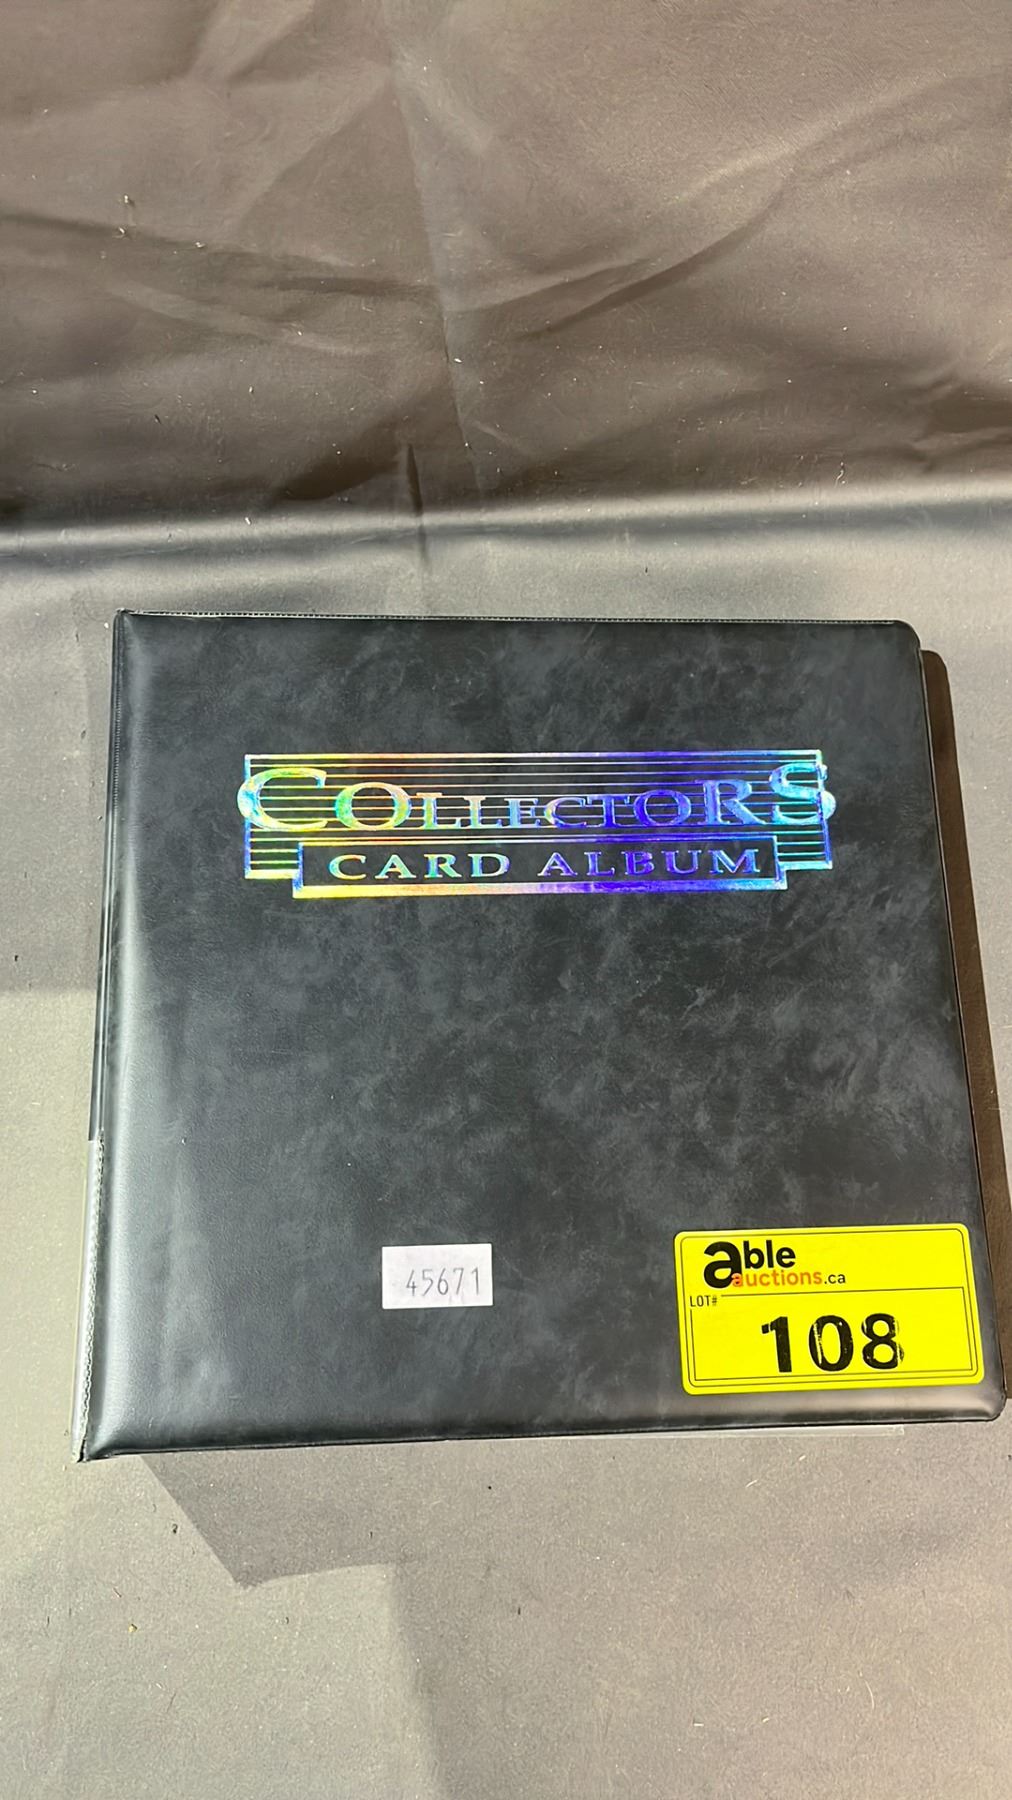 COLLECTORS
CARD ALBUM
45671
able
auctions.ca
LOT#
108